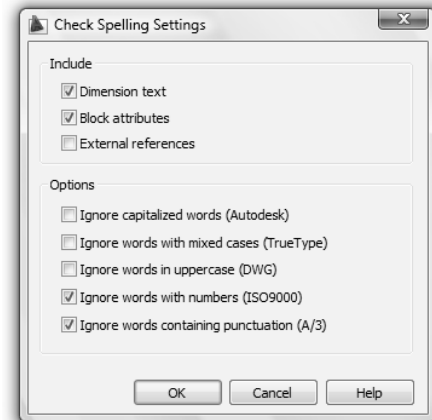 Check Spelling Settings
Include
Dimension text
Block attributes
External references
Options
Ignore capitalized words (Autodesk)
Ignore words with mixed cases (TrueType)
Ignore words in uppercase (DWG)
Ignore words with numbers (ISO9000)
Ignore words containing punctuation (A/3)
OK Cancel Help